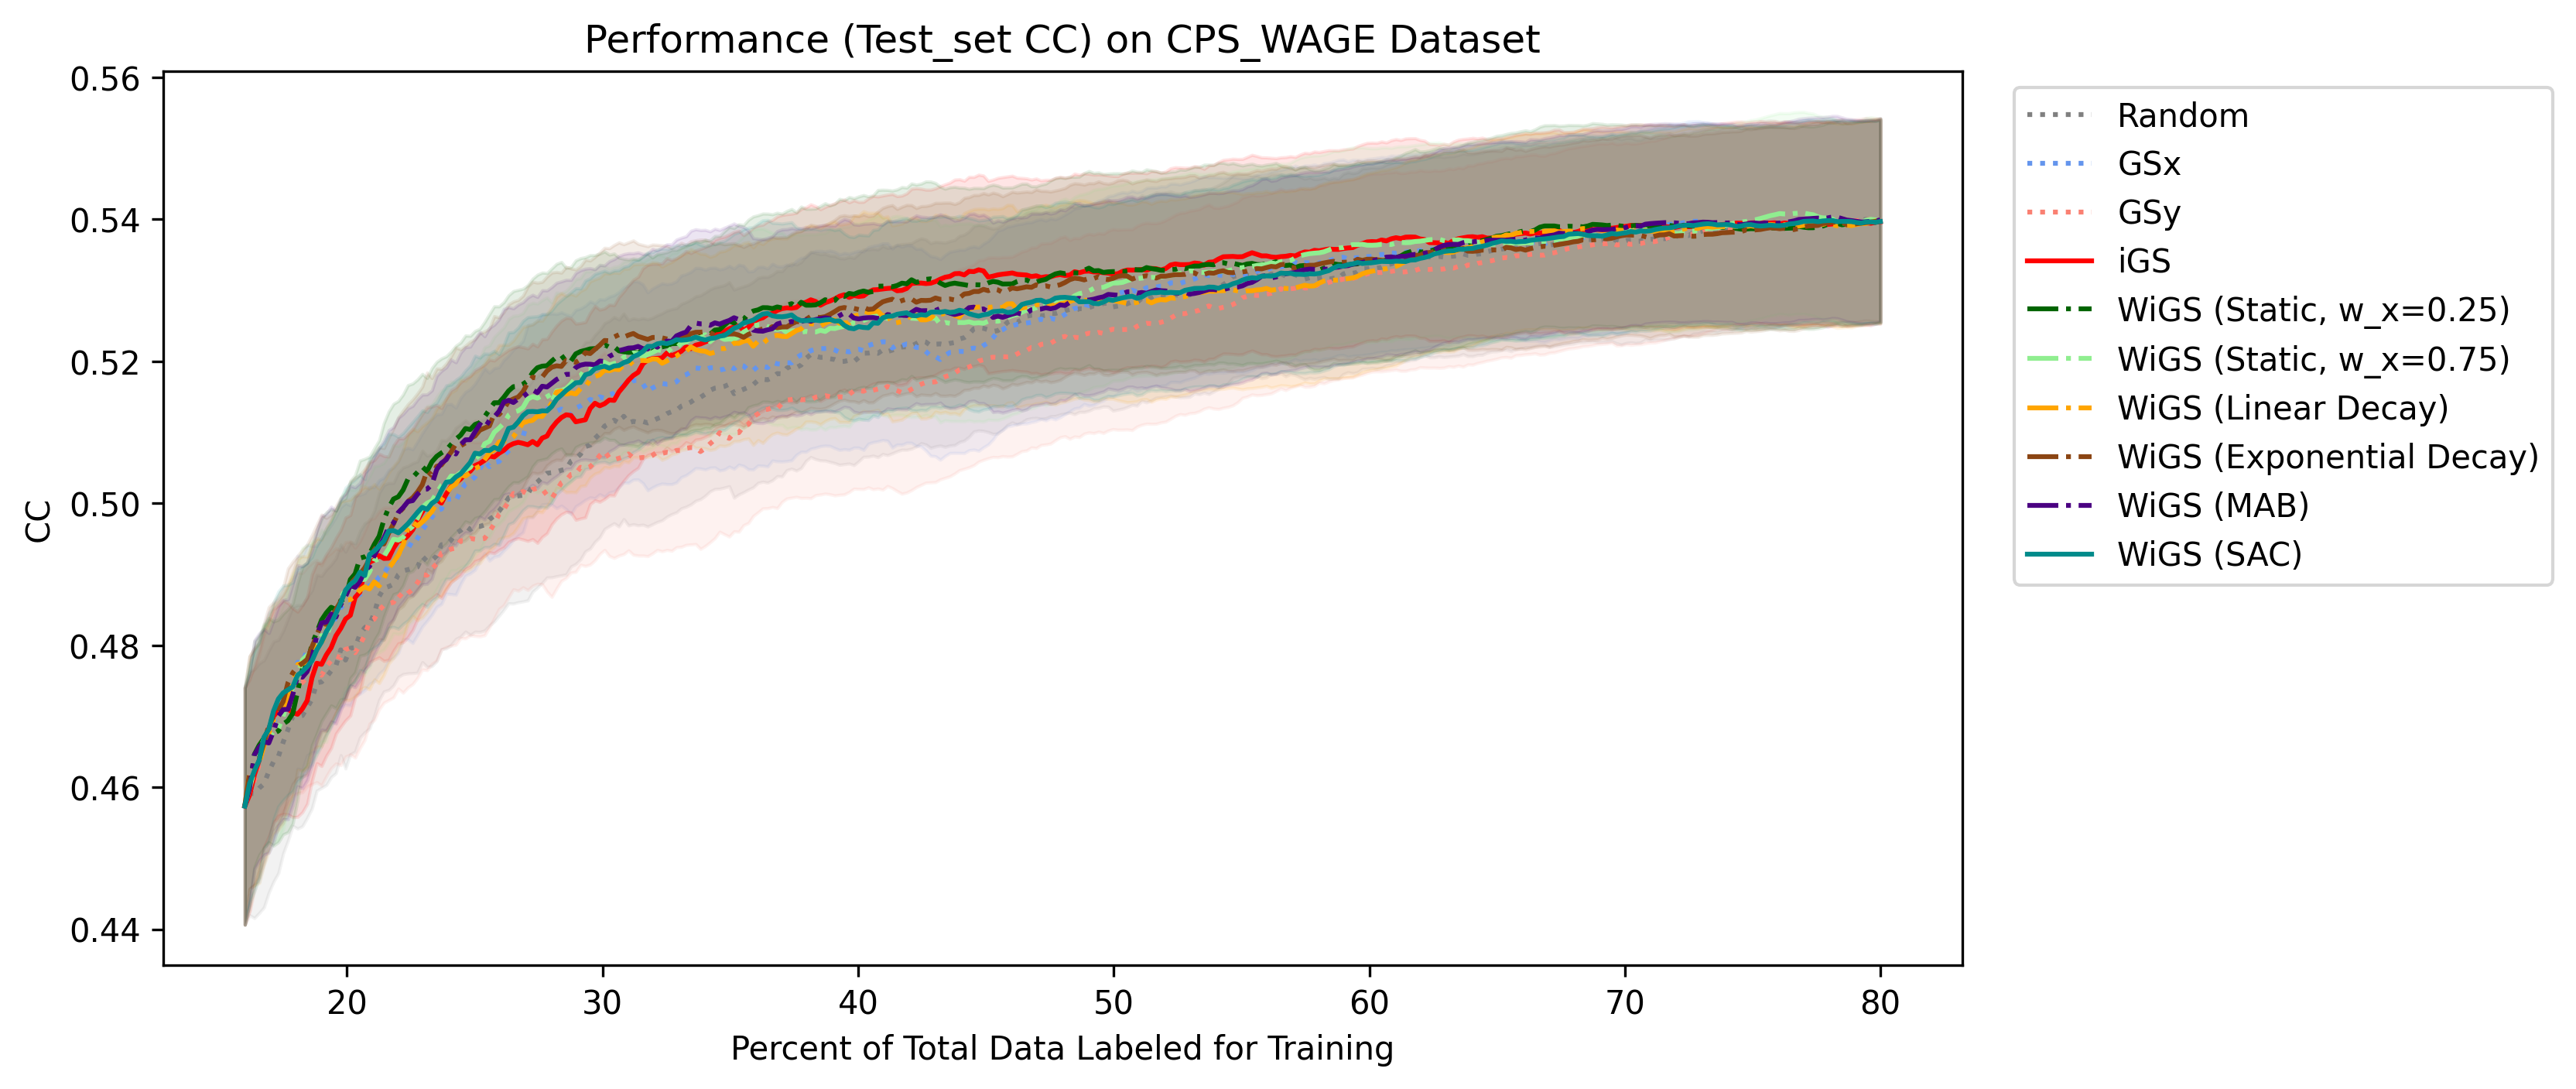 Performance (Test_set CC) on CPS_WAGE Dataset
0.56
0.54
0.52
0.50
0.48
0.46
0.44
CC
20 30 40 50 60 70 80
Percent of Total Data Labeled for Training
Random
GSx
GSy
iGS
WiGS (Static, w_x=0.25)
WiGS (Static, w_x=0.75)
WiGS (Linear Decay)
WiGS (Exponential Decay)
WiGS (MAB)
WiGS (SAC)